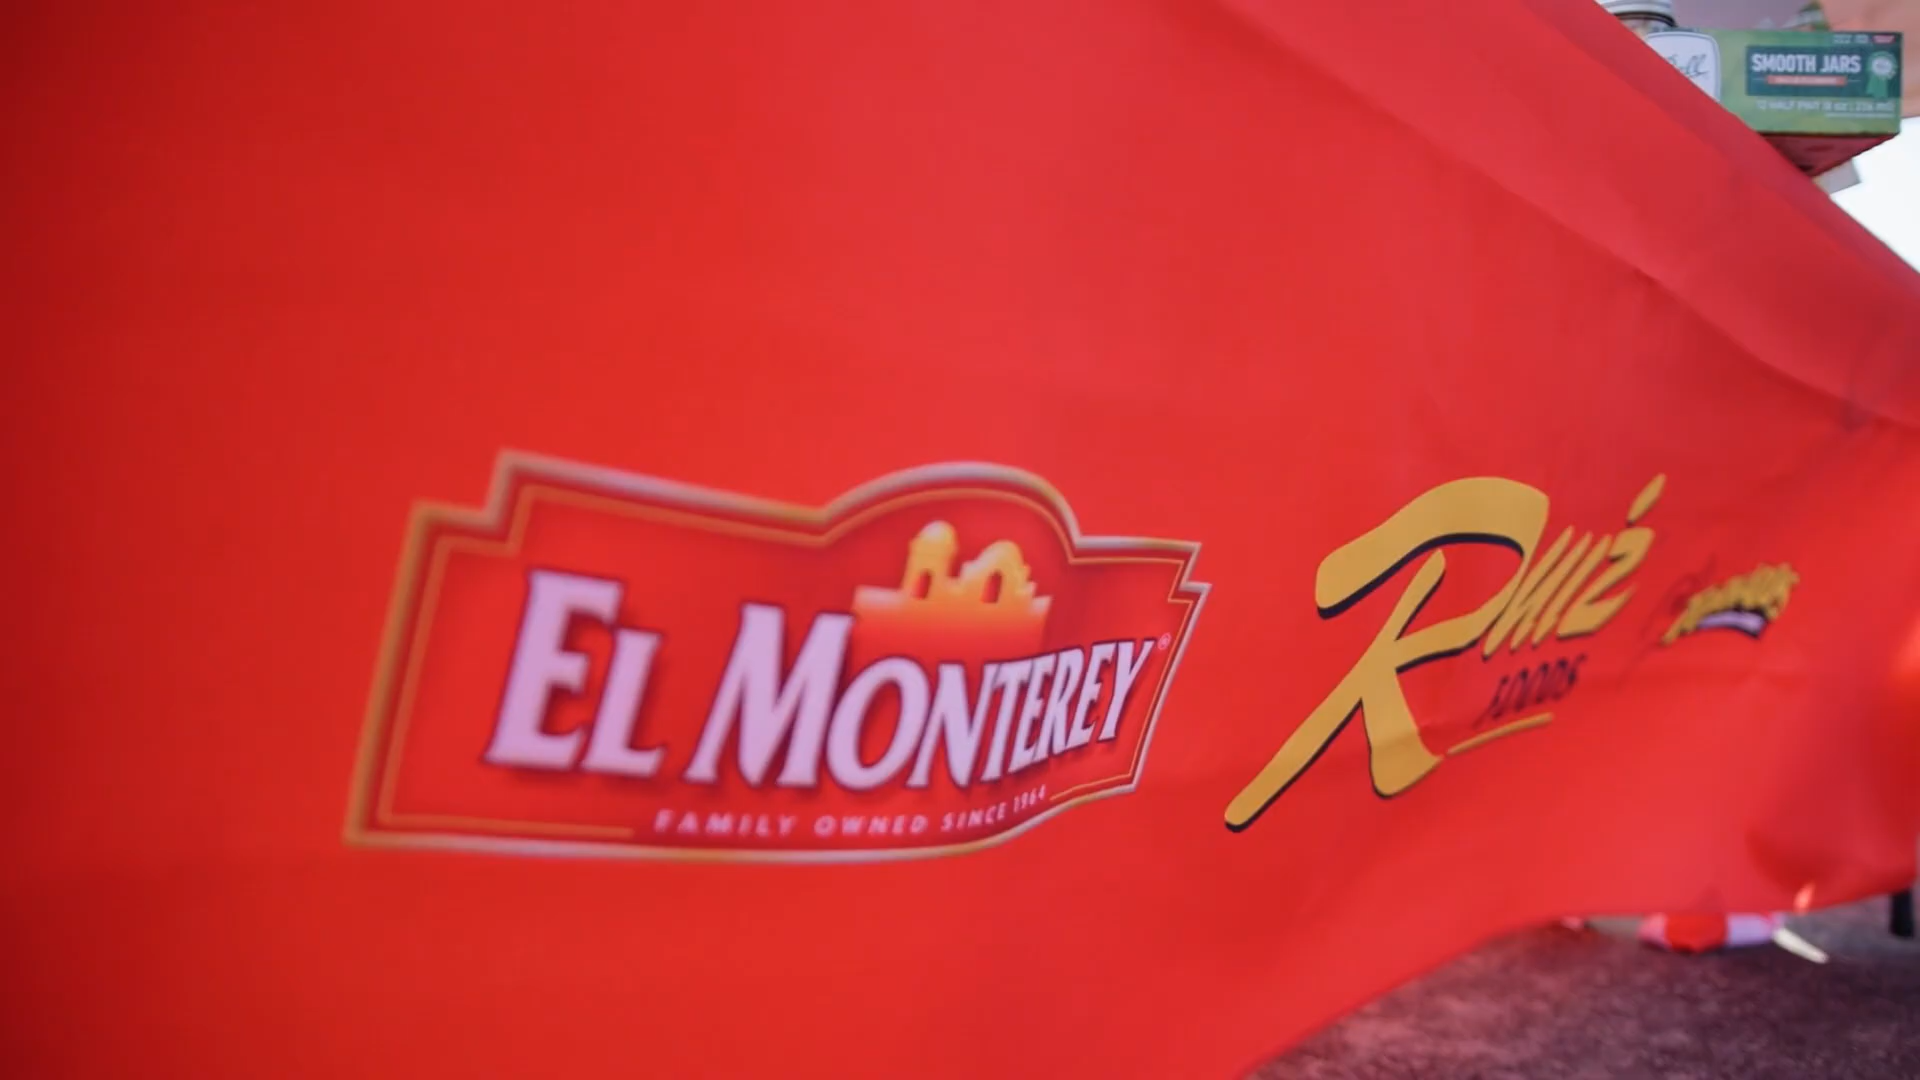 SMOOTH JARS
EL MONTEREY®
FAMILY OWNED SINCE 1964
Ruiz
FOODS